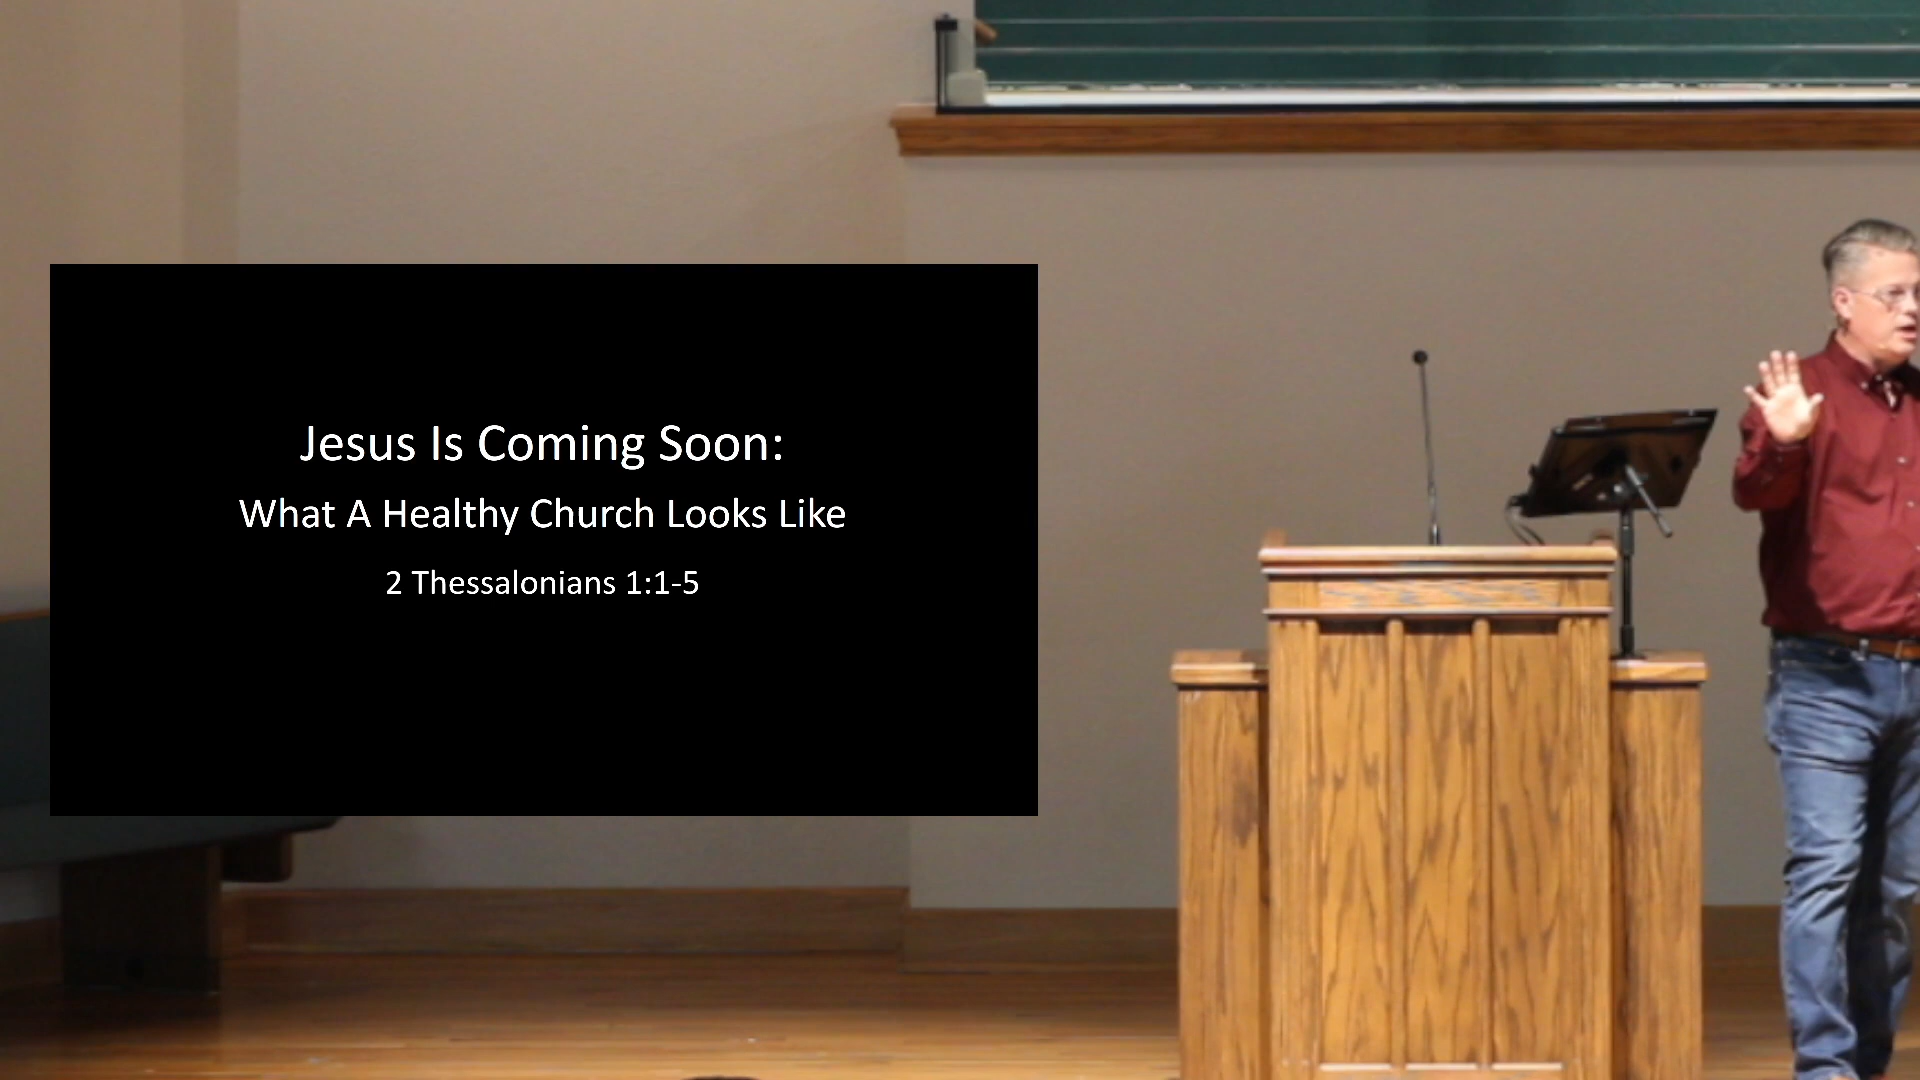 Jesus Is Coming Soon:
What A Healthy Church Looks Like
2 Thessalonians 1:1-5